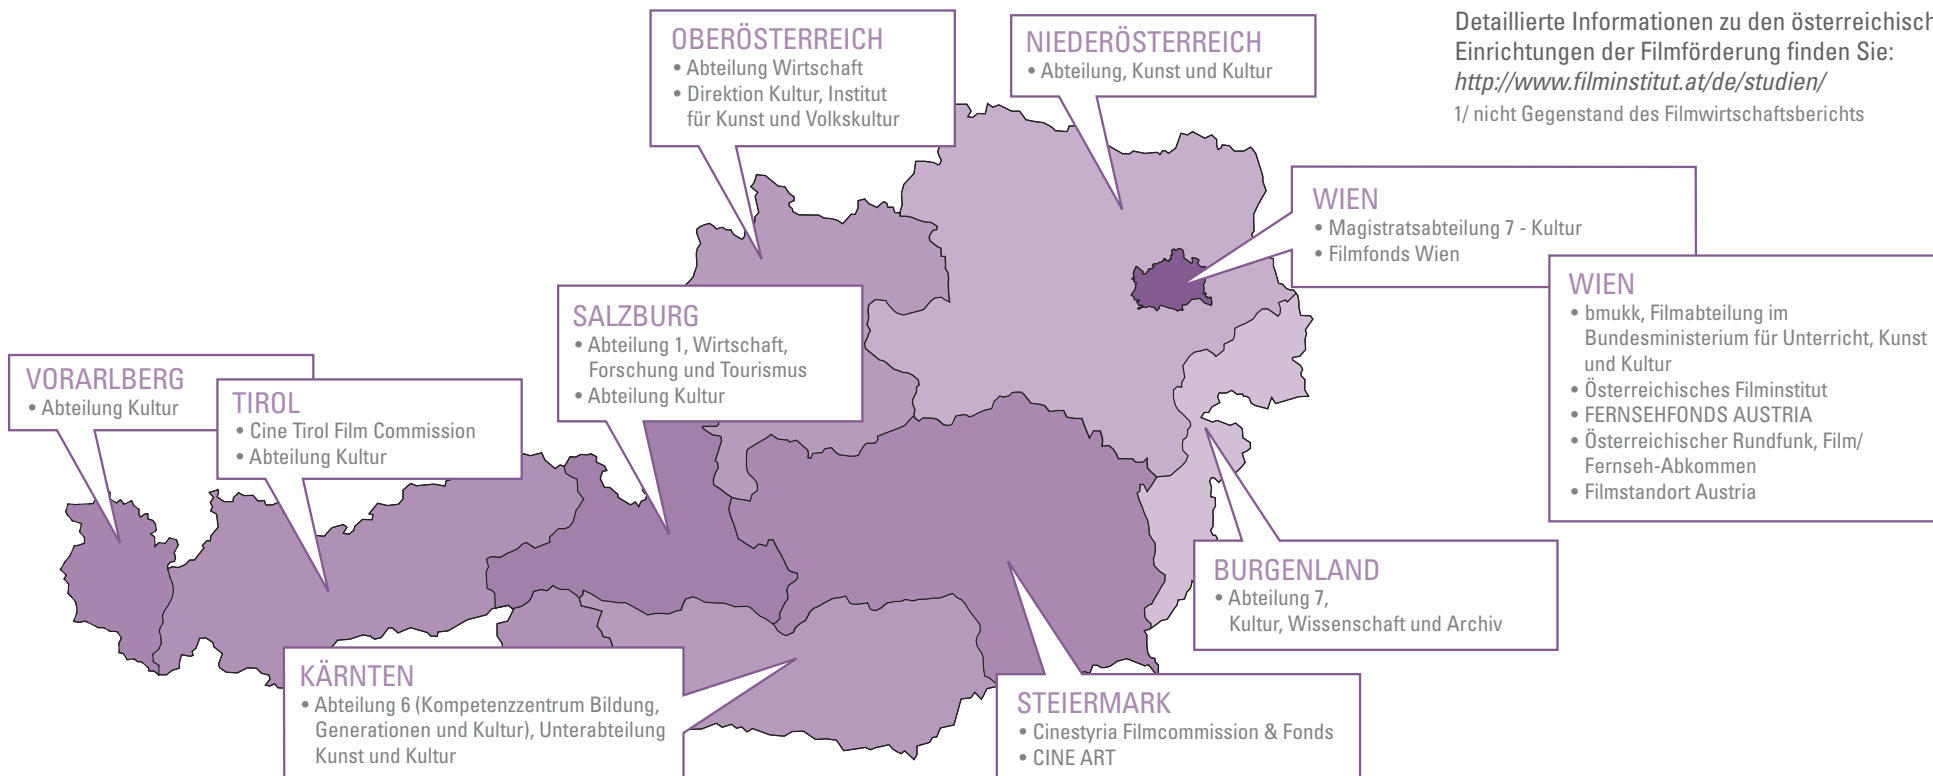 OBERÖSTERREICH
• Abteilung Wirtschaft
• Direktion Kultur, Institut
für Kunst und Volkskultur
NIEDERÖSTERREICH
• Abteilung, Kunst und Kultur
Detaillierte Informationen zu den österreichisch
Einrichtungen der Filmförderung finden Sie:
http://www.filminstitut.at/de/studien/
1/ nicht Gegenstand des Filmwirtschaftsberichts
WIEN
• Magistratsabteilung 7 - Kultur
• Filmfonds Wien
WIEN
• bmukk, Filmabteilung im
Bundesministerium für Unterricht, Kunst
und Kultur
• Österreichisches Filminstitut
• FERNSEHFONDS AUSTRIA
• Österreichischer Rundfunk, Film/
Fernseh-Abkommen
• Filmstandort Austria
SALZBURG
• Abteilung 1, Wirtschaft,
Forschung und Tourismus
• Abteilung Kultur
VORARLBERG
• Abteilung Kultur
TIROL
• Cine Tirol Film Commission
• Abteilung Kultur
BURGENLAND
• Abteilung 7,
Kultur, Wissenschaft und Archiv
KÄRNTEN
• Abteilung 6 (Kompetenzzentrum Bildung,
Generationen und Kultur), Unterabteilung
Kunst und Kultur
STEIERMARK
• Cinestyria Filmcommission & Fonds
• CINE ART